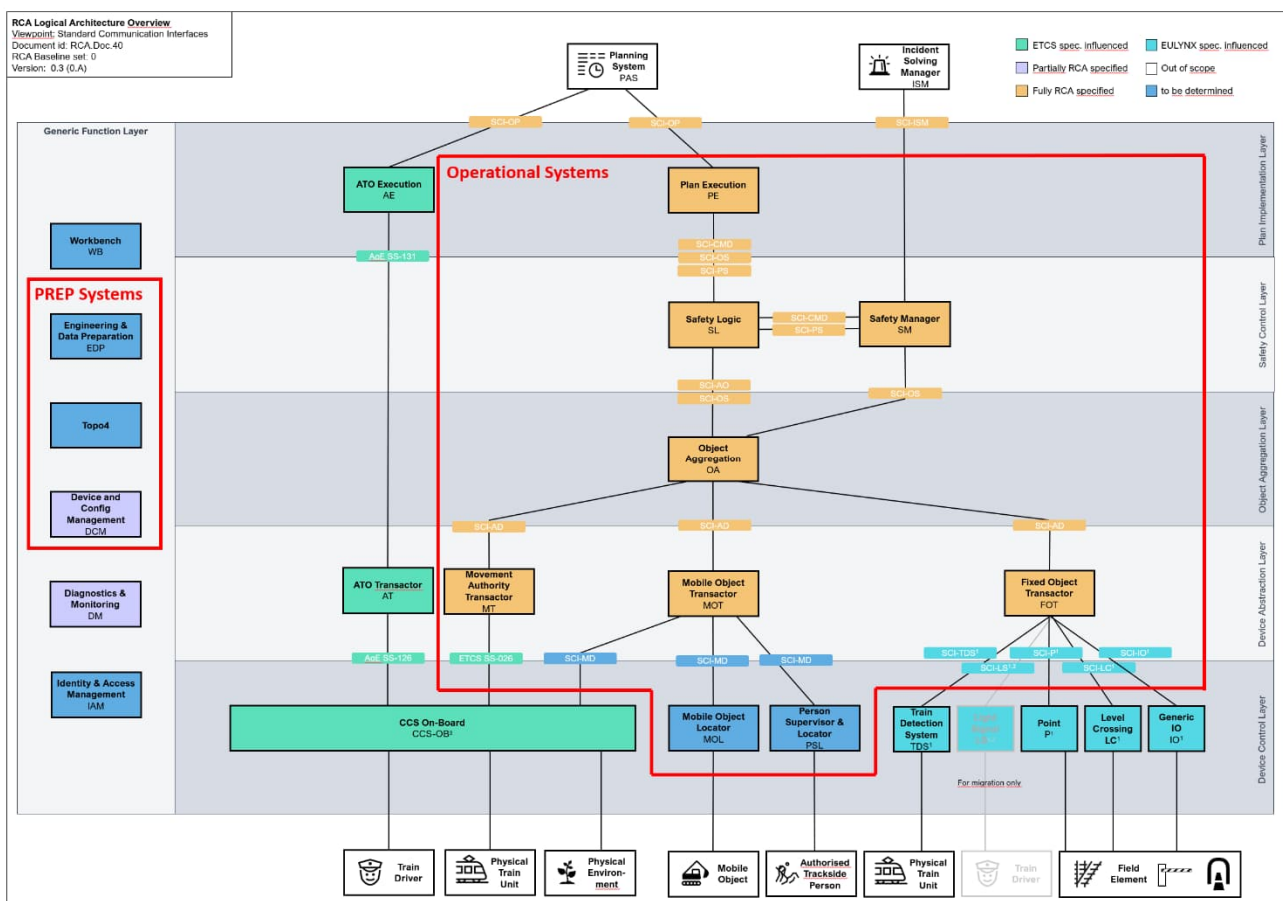 RCA Logical Architecture Overview
Viewpoint: Standard Communication Interfaces
Document id: RCA.Doc.40
RCA Baseline set: 0
Version: 0.3 (0.A)
Planning
System
PAS
Incident
Solving
Manager
ISM
ETCS spec. influenced
EULYNX spec. Influenced
Partially RCA specified
Out of scope
Fully RCA specified
to be determined
Generic Function Layer
SCI-OP
SCI-OP
SCI-ISM
Operational Systems
ATO Execution
AE
Plan Execution
PE
Plan Implementation Layer
Workbench
WB
AoE SS-131
SCI-CMD
SCI-OS
SCI-PS
PREP Systems
Engineering &
Data Preparation
EDP
Safety Logic
SL
SCI-CMD
SCI-PS
Safety Manager
SM
Safety Control Layer
SCI-AO
SCI-OS
SCI-OS
Topo4
Object
Aggregation
OA
Object Aggregation Layer
Device and
Config
Management
DCM
SCI-AD
SCI-AD
SCI-AD
Diagnostics &
Monitoring
DM
ATO Transactor
AT
Movement
Authority
Transactor
MT
Mobile Object
Transactor
MOT
Fixed Object
Transactor
FOT
Device Abstraction Layer
AoE SS-126
ETCS SS-026
SCI-MD
SCI-MD
SCI-MD
SCI-TDS¹
SCI-P¹
SCI-IO¹
SCI-LS¹,²
SCI-LC¹
Identity & Access
Management
IAM
CCS On-Board
CCS-OB³
Mobile Object
Locator
MOL
Person
Supervisor &
Locator
PSL
Train
Detection
System
TDS¹
Point
P¹
Level
Crossing
LC¹
Generic
IO
IO¹
Device Control Layer
For migration only
Train
Driver
Physical
Train Unit
Physical
Environ-
ment
Mobile
Object
Authorised
Trackside
Person
Physical
Train
Unit
Train
Driver
Field
Element